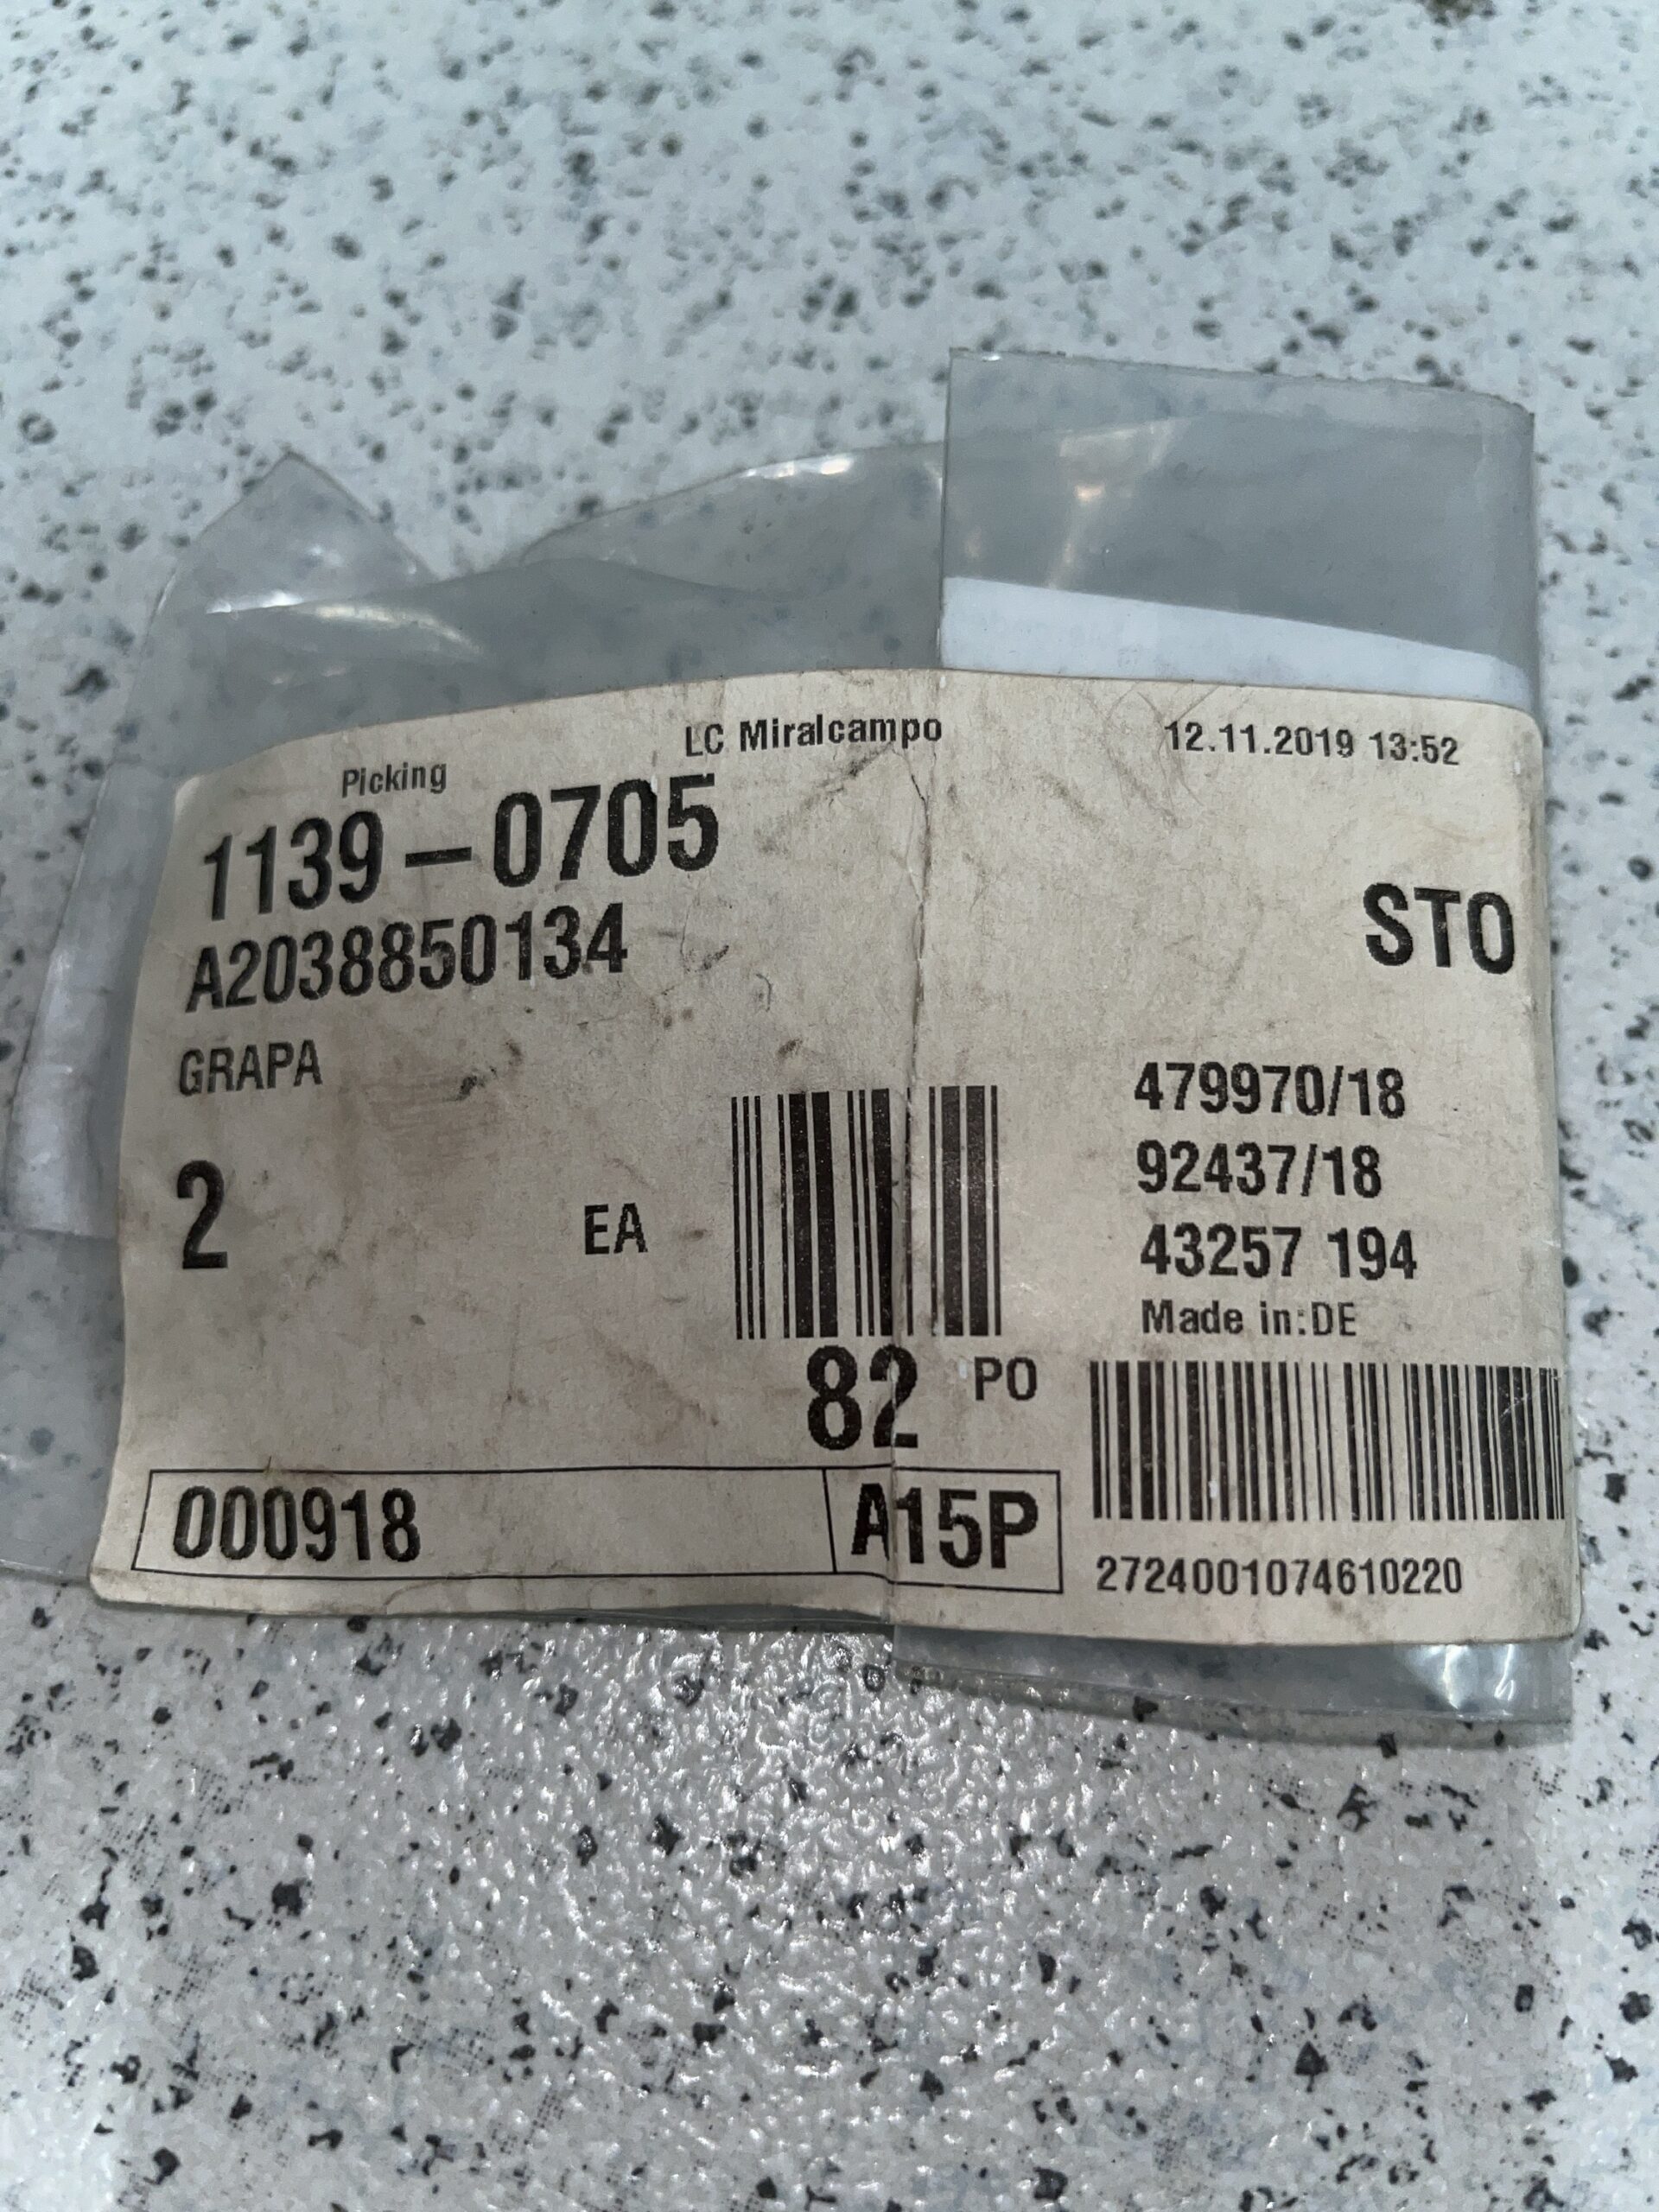 LC Miralcampo
12.11.2019 13:52
Picking
1139-0705
A2038850134
STO
GRAPA
479970/18
92437/18
2
EA
43257 194
Made in:DE
82 PO
000918
A15P
2724001074610220